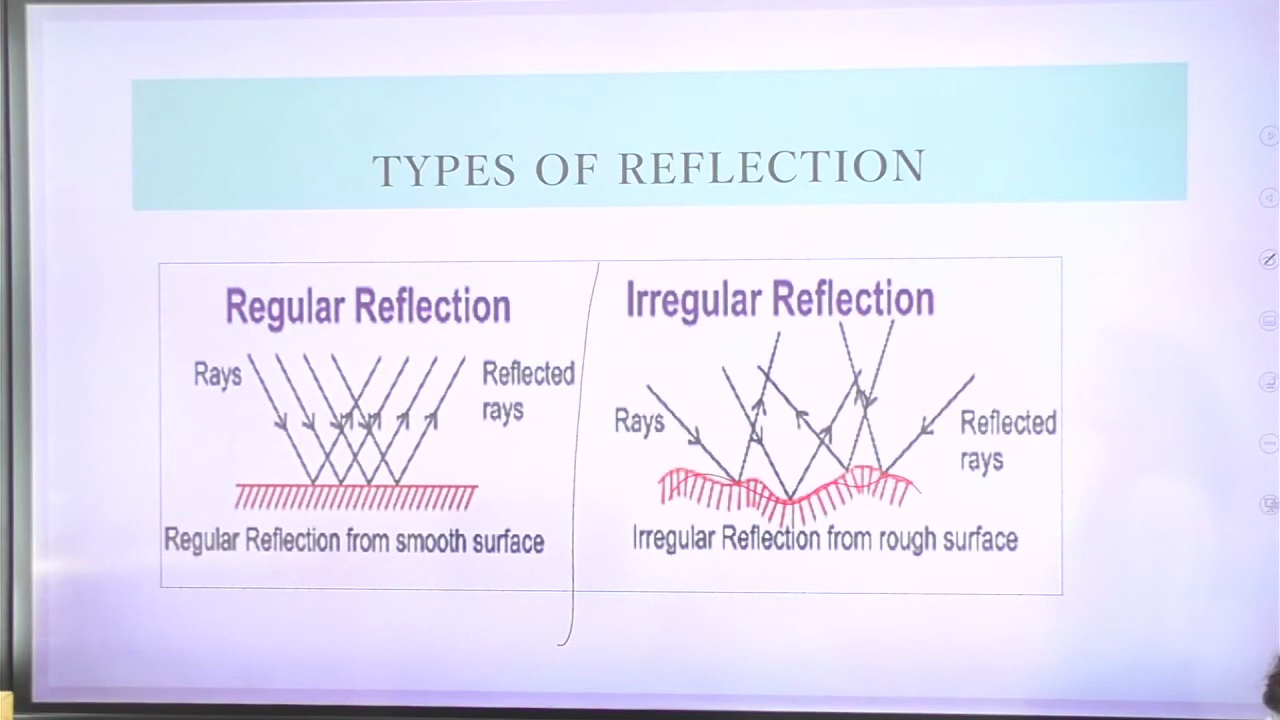 TYPES OF REFLECTION
Regular Reflection
Rays
Reflected
rays
Regular Reflection from smooth surface
Irregular Reflection
Rays
Reflected
rays
Irregular Reflection from rough surface